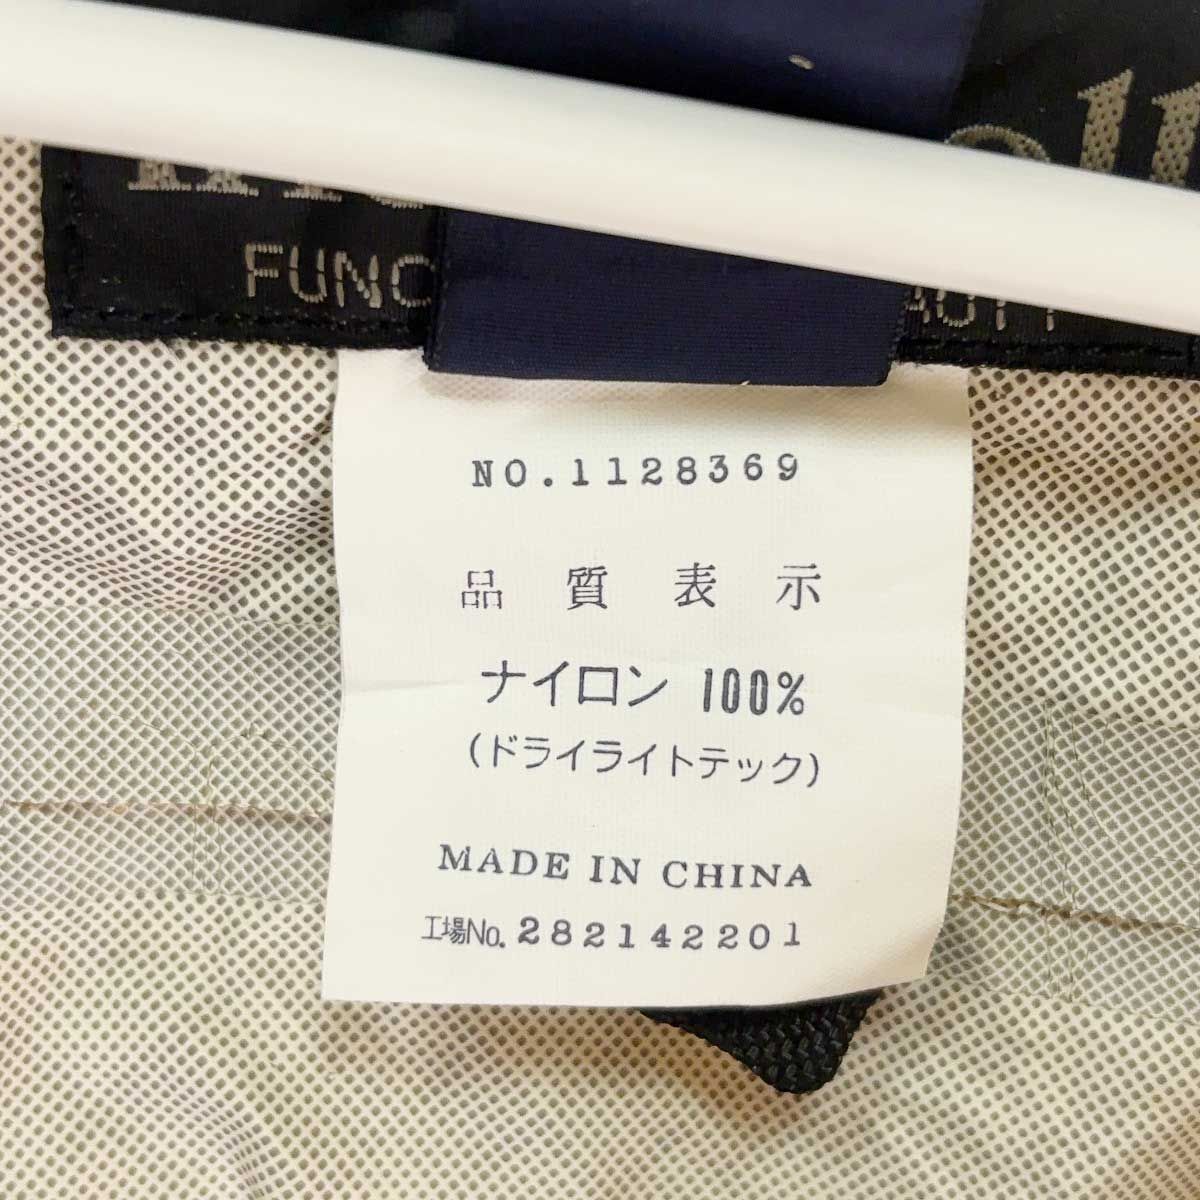 NO.1128369
品質表示
ナイロン 100%
(ドライライトテック)
MADE IN CHINA
工場No. 282142201